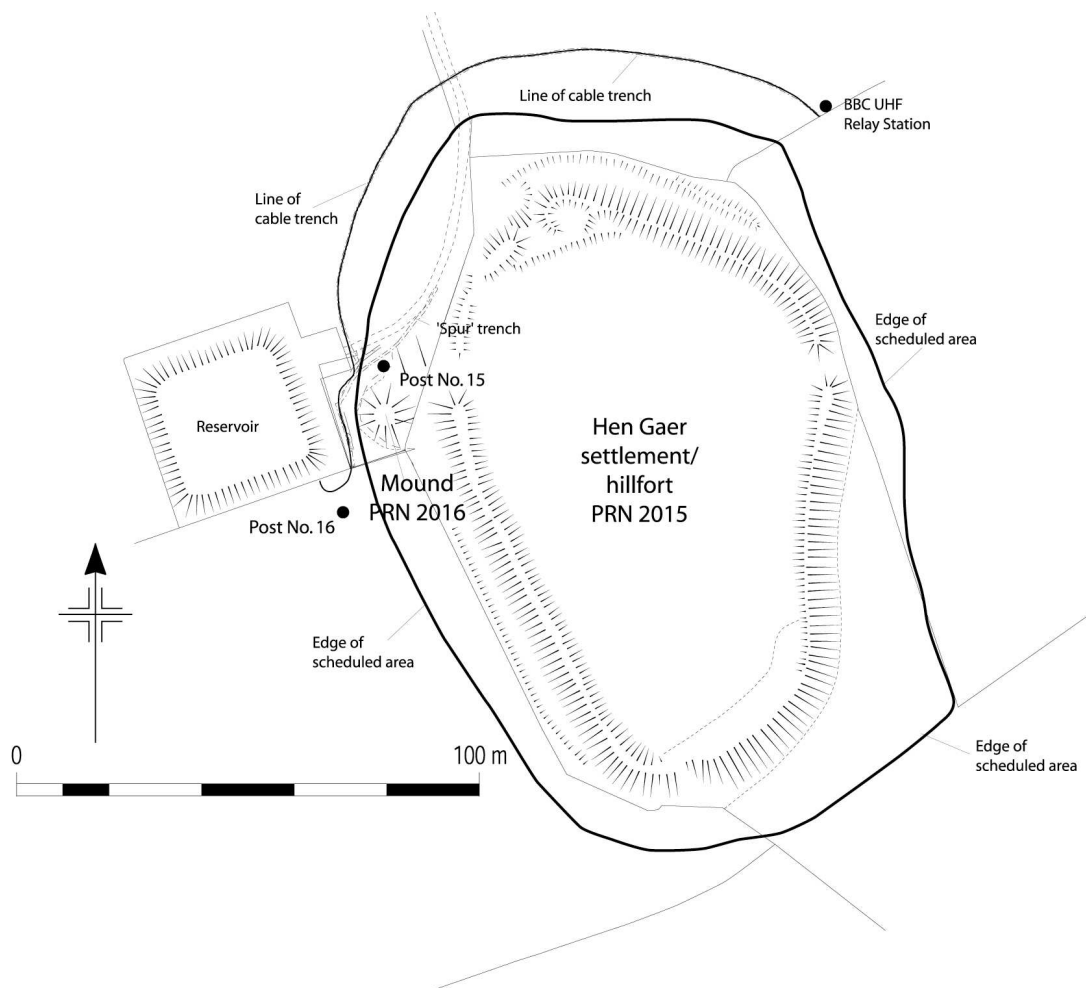 Line of cable trench
BBC UHF
Relay Station
Line of
cable trench
Edge of
scheduled area
'Spur' trench
Post No. 15
Reservoir
Hen Gaer
settlement/
hillfort
PRN 2015
Mound
PRN 2016
Post No. 16
Edge of
scheduled area
Edge of
scheduled area
0
100 m